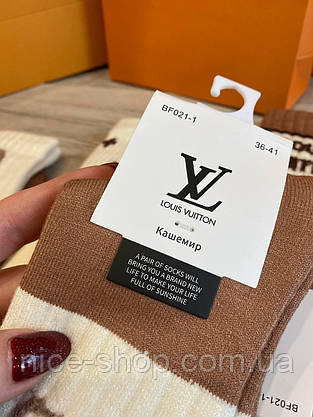 BF021-1
36-41
LV
LOUIS VUITTON
Кашемир
A PAIR OF SOCKS WILL
BRING YOU A BRAND NEW
LIFE TO MAKE YOUR LIFE
FULL OF SUNSHINE
nice-shop.com.ua
BF021-1